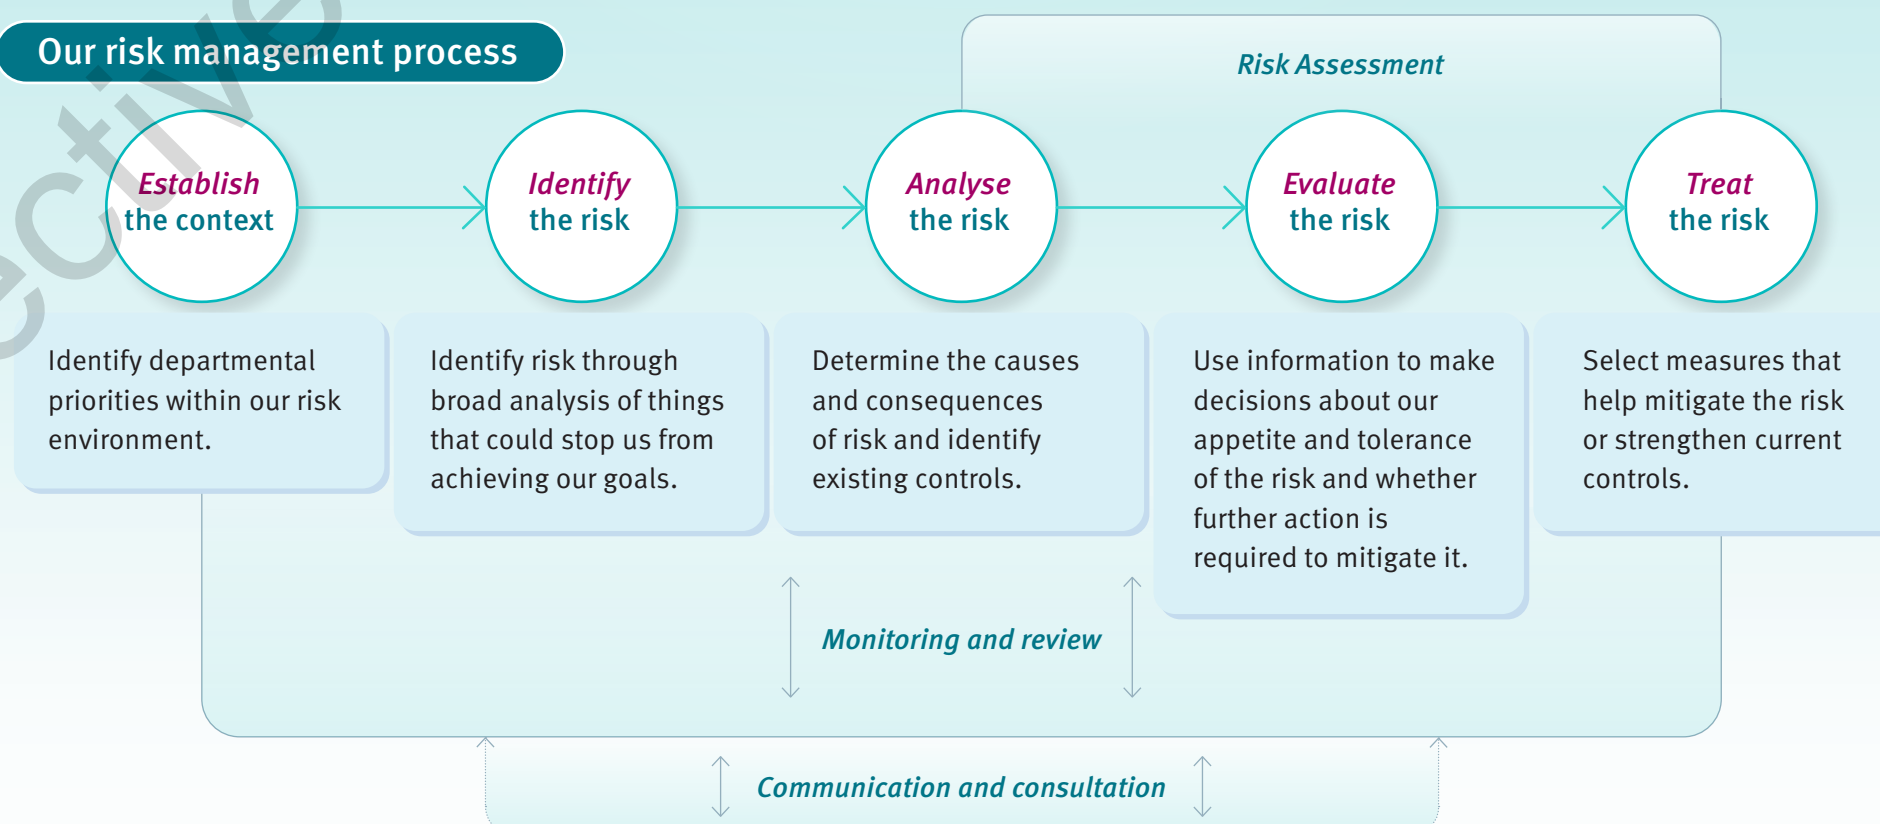 Our risk management process
Risk Assessment
Establish
the context
Identify
the risk
Analyse
the risk
Evaluate
the risk
Treat
the risk
Identify departmental
priorities within our risk
environment.
Identify risk through
broad analysis of things
that could stop us from
achieving our goals.
Determine the causes
and consequences
of risk and identify
existing controls.
Use information to make
decisions about our
appetite and tolerance
of the risk and whether
further action is
required to mitigate it.
Select measures that
help mitigate the risk
or strengthen current
controls.
Monitoring and review
Communication and consultation